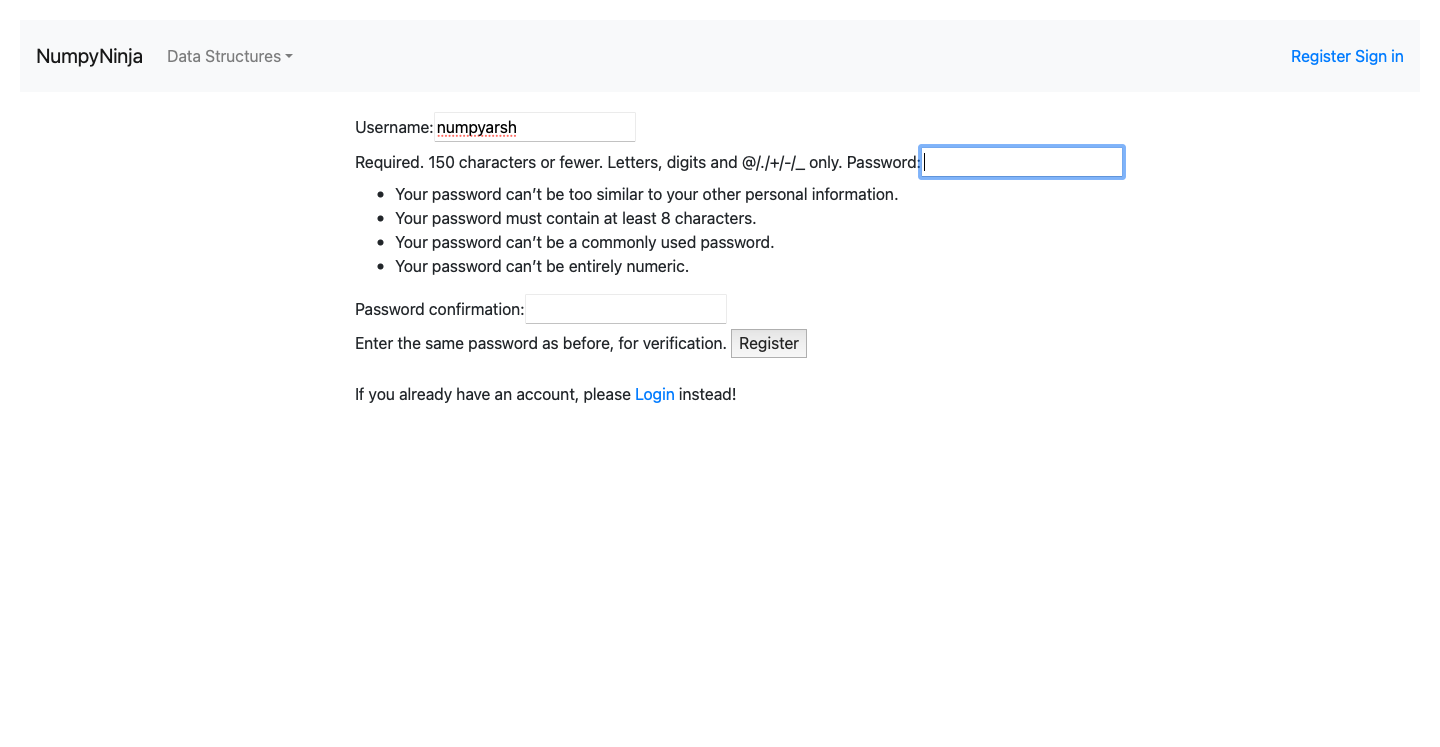 NumpyNinja Data Structures Register Sign in
Username: numpyarsh
Required. 150 characters or fewer. Letters, digits and @/./+/-/_ only. Password:
• Your password can’t be too similar to your other personal information.
• Your password must contain at least 8 characters.
• Your password can’t be a commonly used password.
• Your password can’t be entirely numeric.
Password confirmation:
Enter the same password as before, for verification. Register
If you already have an account, please Login instead!